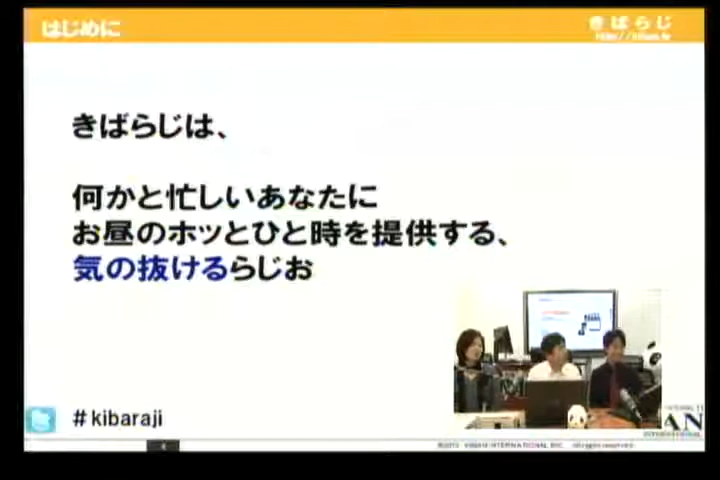 はじめに
きばらじ
きばらじは、
何かと忙しいあなたに
お昼のホッとひと時を提供する、
気の抜けるらじお
#kibaraji